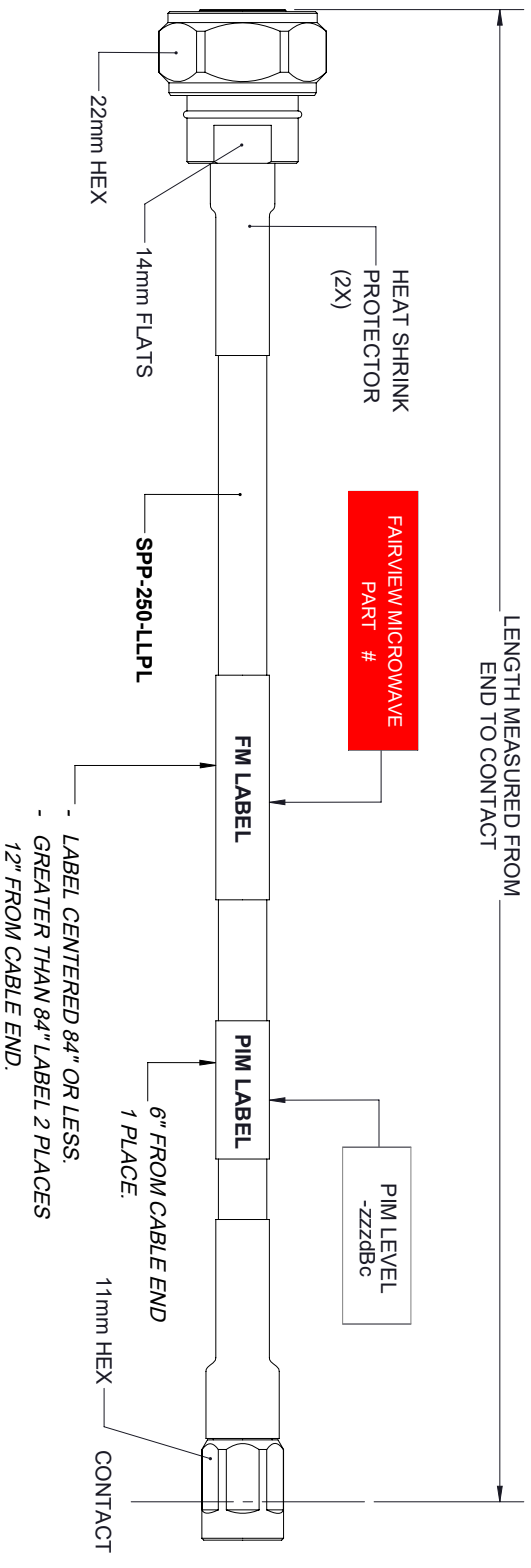 LENGTH MEASURED FROM
END TO CONTACT
FAIRVIEW MICROWAVE
PART #
PIM LEVEL
-zzzdBc
HEAT SHRINK
PROTECTOR
(2X)
FM LABEL
PIM LABEL
22mm HEX
14mm FLATS
SPP-250-LLPL
6" FROM CABLE END
1 PLACE.
11mm HEX
CONTACT
- LABEL CENTERED 84" OR LESS.
- GREATER THAN 84" LABEL 2 PLACES
12" FROM CABLE END.